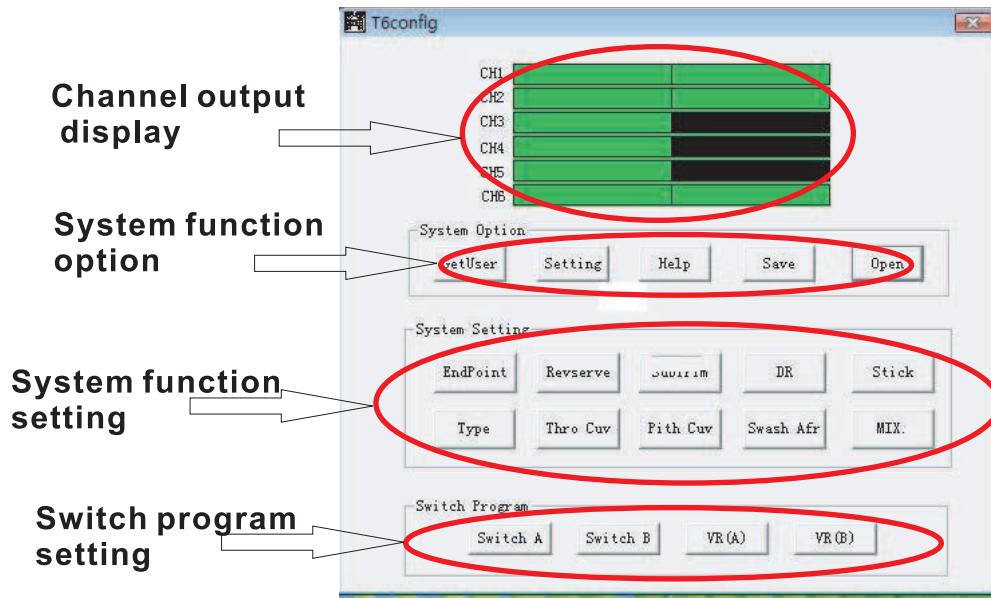 T6config
Channel output
display
CH1
CH2
CH3
CH4
CH5
CH6
System function
option
System Option
GetUser Setting Help Save Open
System function
setting
System Setting
EndPoint Revserve SubTrim DR Stick
Type Thro Cuv Pith Cuv Swash Afr MIX.
Switch program
setting
Switch Program
Switch A Switch B VR(A) VR(B)